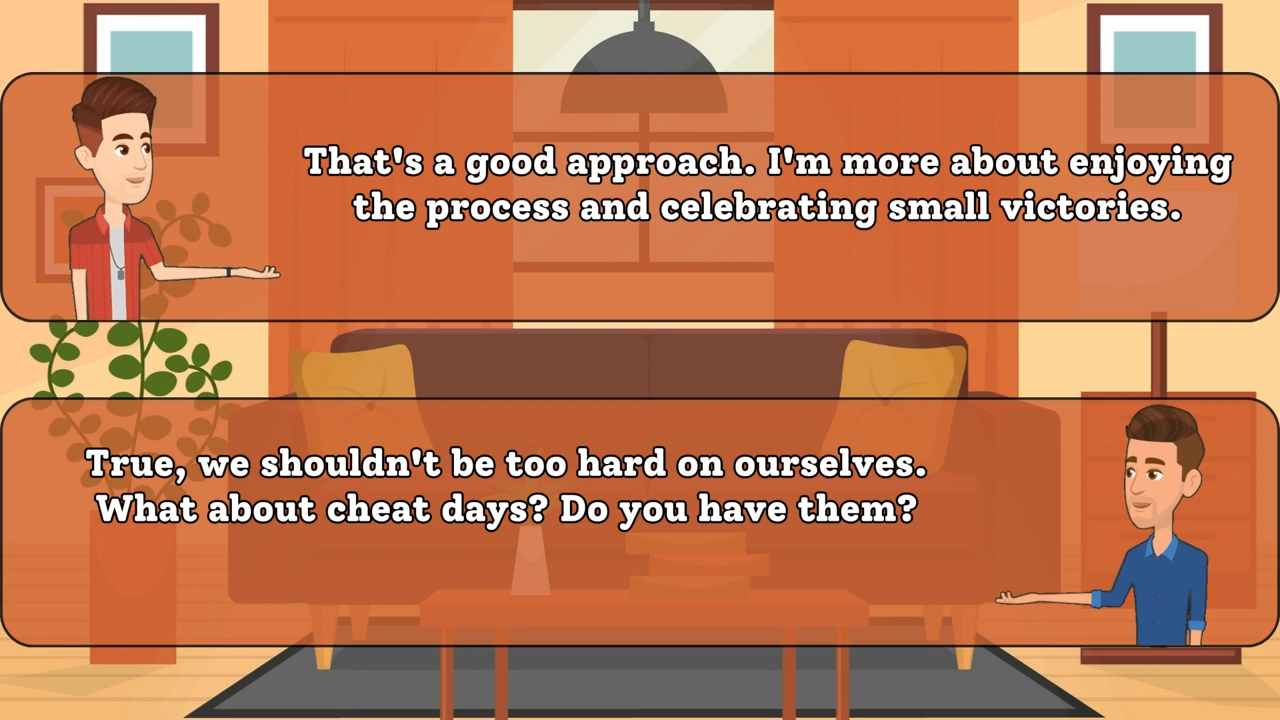 That's a good approach. I'm more about enjoying
the process and celebrating small victories.
True, we shouldn't be too hard on ourselves.
What about cheat days? Do you have them?